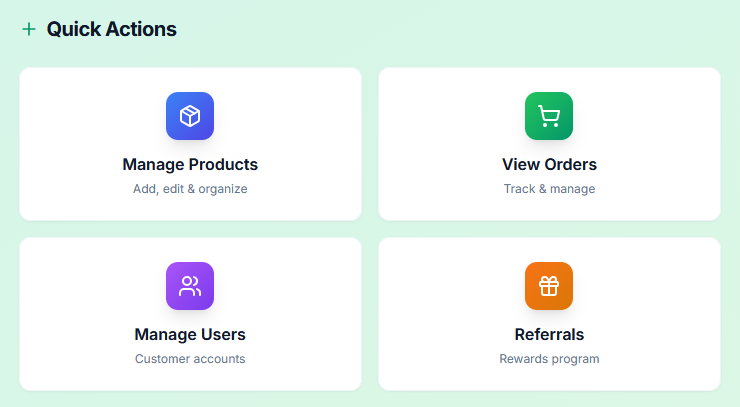 Quick Actions
Manage Products
Add, edit & organize
View Orders
Track & manage
Manage Users
Customer accounts
Referrals
Rewards program